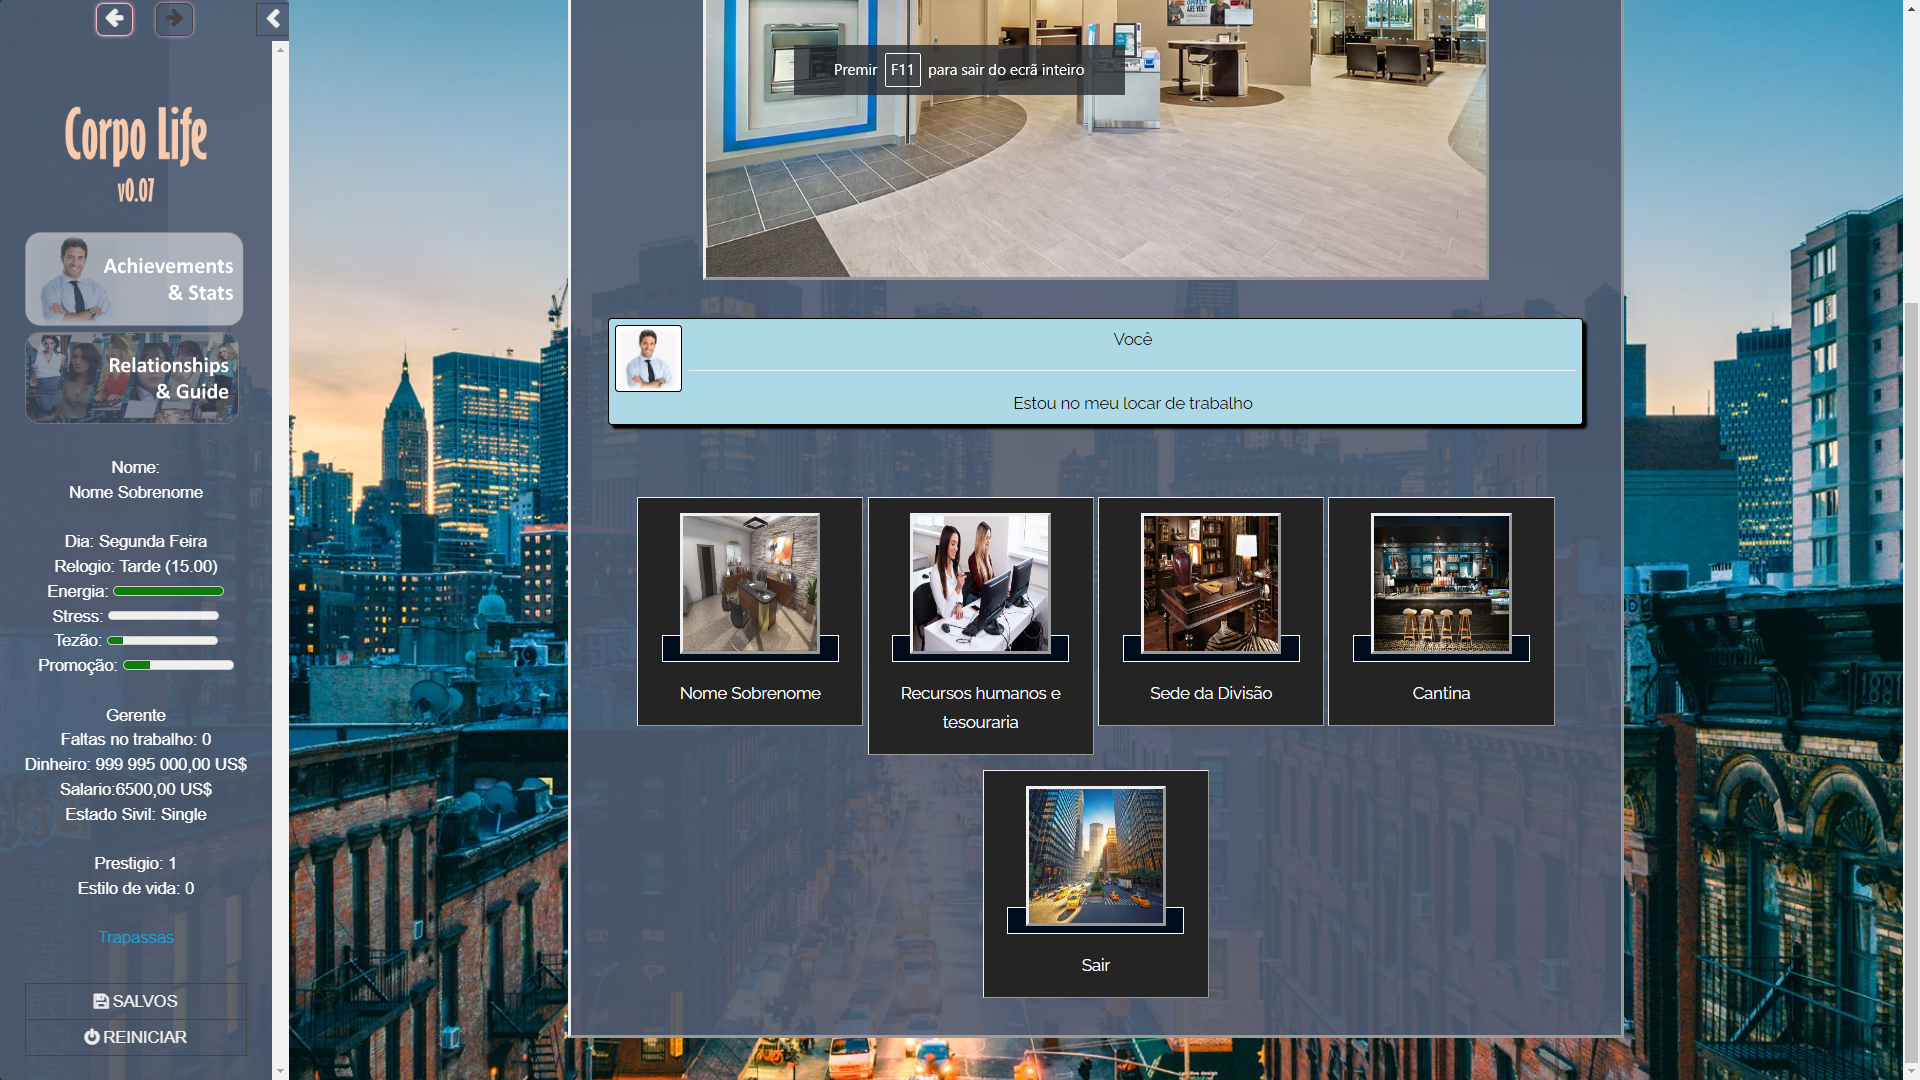 Premir F11 para sair do ecrã inteiro
Corpo Life
v0.07
Achievements
& Stats
Relationships
& Guide
Nome:
Nome Sobrenome
Dia: Segunda Feira
Relogio: Tarde (15.00)
Energia:
Stress:
Tezão:
Promoção:
Gerente
Faltas no trabalho: 0
Dinheiro: 999 995 000,00 US$
Salario:6500,00 US$
Estado Sivil: Single
Prestigio: 1
Estilo de vida: 0
Trapassas
SALVOS
REINICIAR
Você
Estou no meu locar de trabalho
Nome Sobrenome
Recursos humanos e
tesouraria
Sede da Divisão
Cantina
Sair